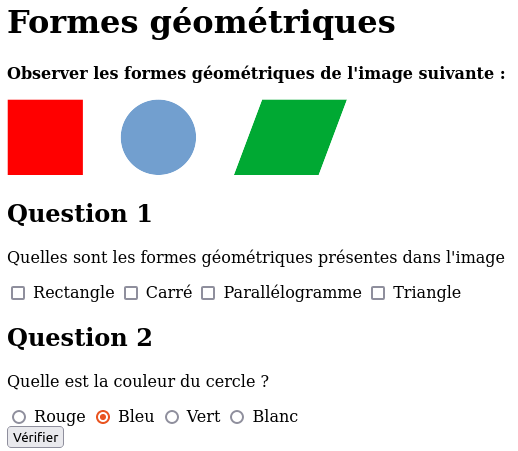 Formes géométriques
Observer les formes géométriques de l'image suivante :
Question 1
Quelles sont les formes géométriques présentes dans l'image
Rectangle Carré Parallélogramme Triangle
Question 2
Quelle est la couleur du cercle ?
Rouge Bleu Vert Blanc
Vérifier